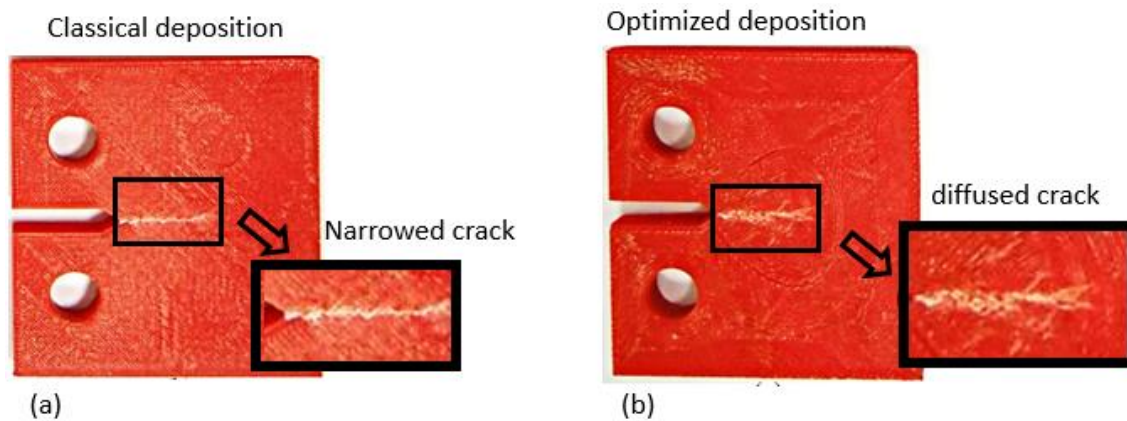 Classical deposition
Optimized deposition
Narrowed crack
diffused crack
(a)
(b)